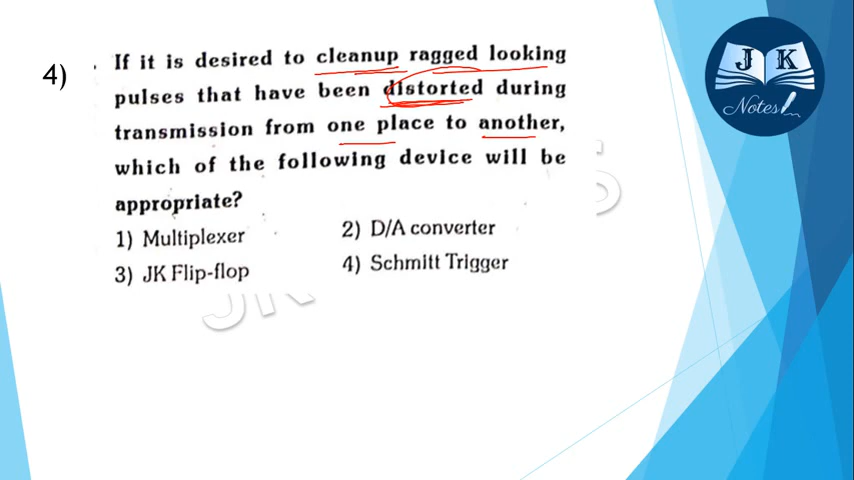 4)
If it is desired to cleanup ragged looking
pulses that have been distorted during
transmission from one place to another,
which of the following device will be
appropriate?
1) Multiplexer
2) D/A converter
3) JK Flip-flop
4) Schmitt Trigger
J K
Notes